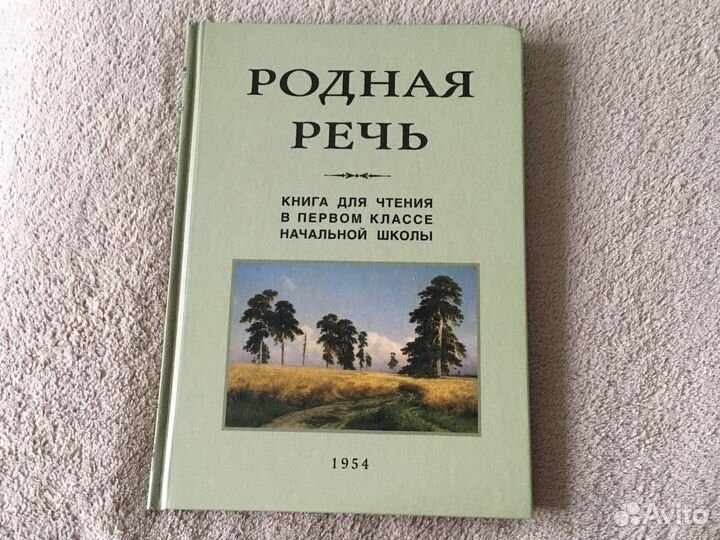 РОДНАЯ
РЕЧЬ
КНИГА ДЛЯ ЧТЕНИЯ
В ПЕРВОМ КЛАССЕ
НАЧАЛЬНОЙ ШКОЛЫ
1954
Avito